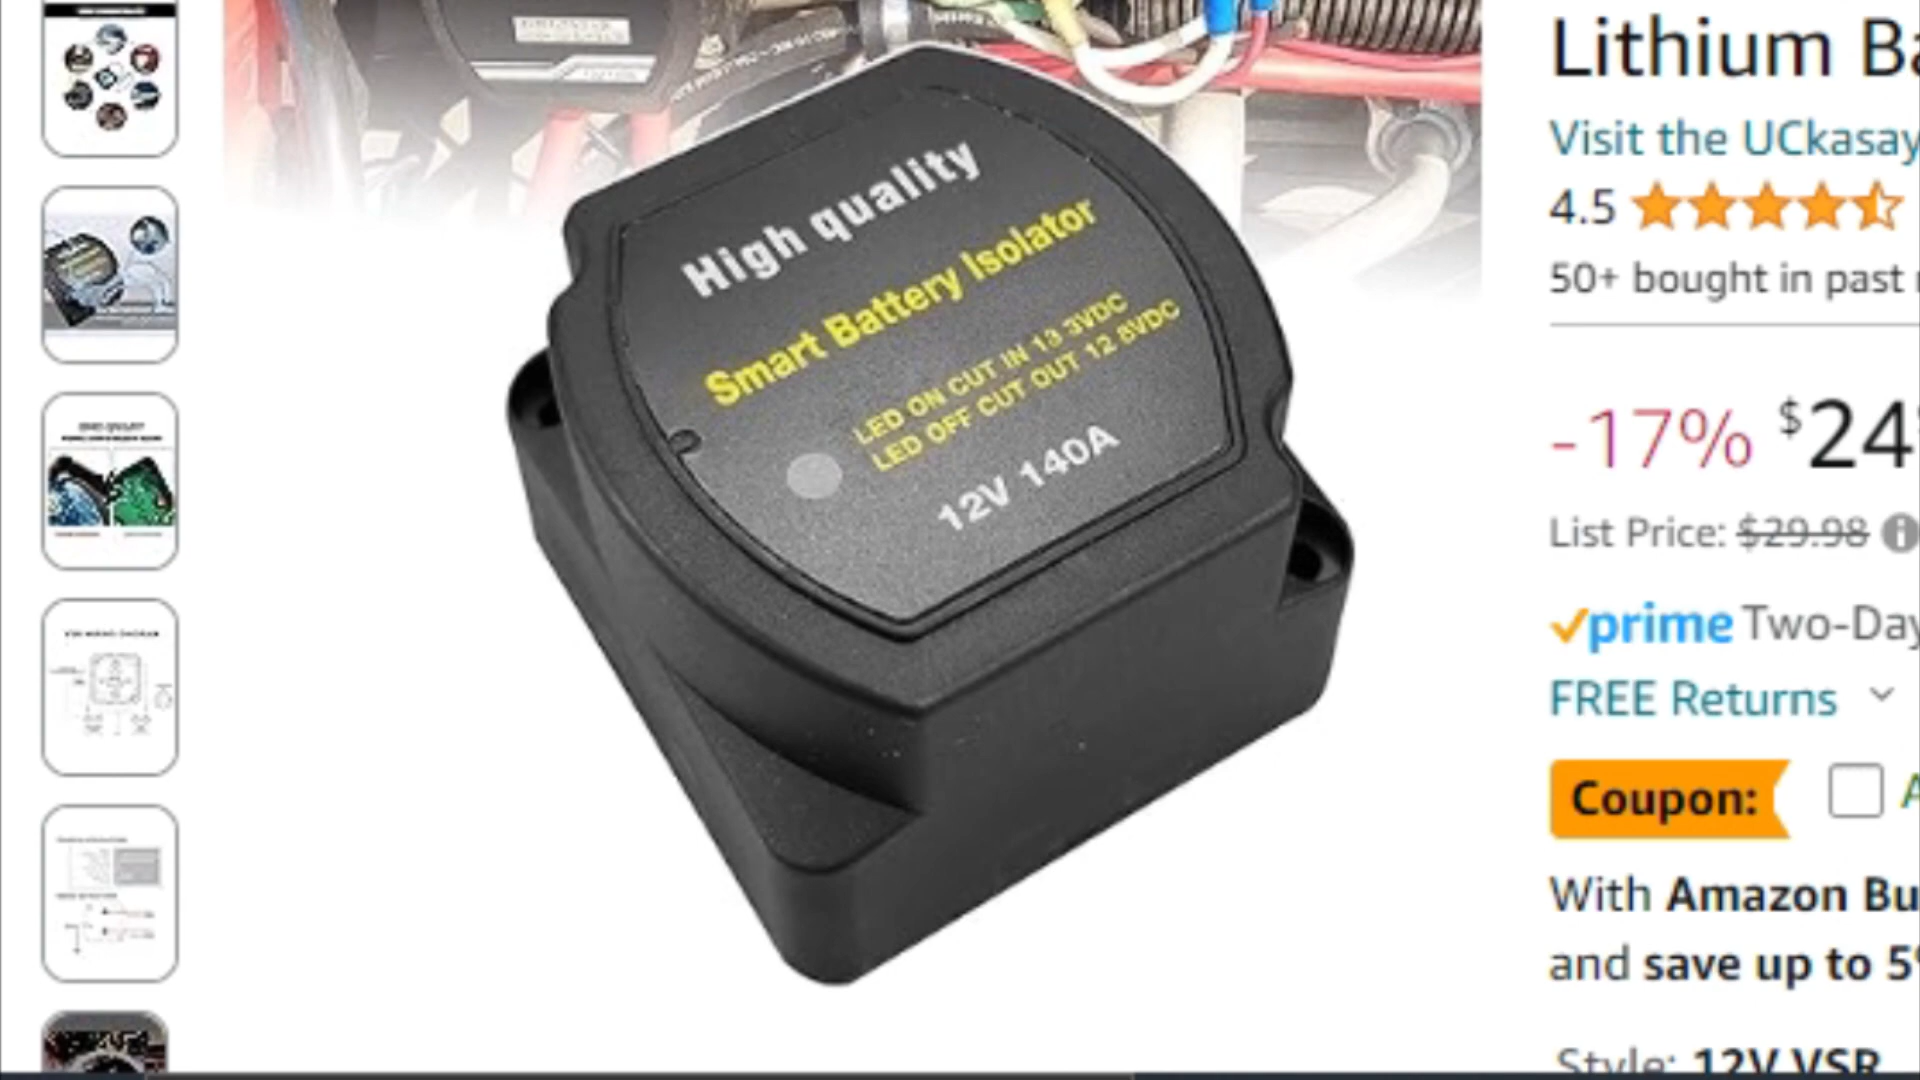 High quality
Smart Battery Isolator
LED ON CUT IN 13 3VDC
LED OFF CUT OUT 12 8VDC
12V 140A
Lithium
Visit the UCkasay
4.5
50+ bought in past
-17% $24
List Price: $29.98
prime Two-Day
FREE Returns
Coupon:
With Amazon Bu
and save up to 5
Style: 12V VSR